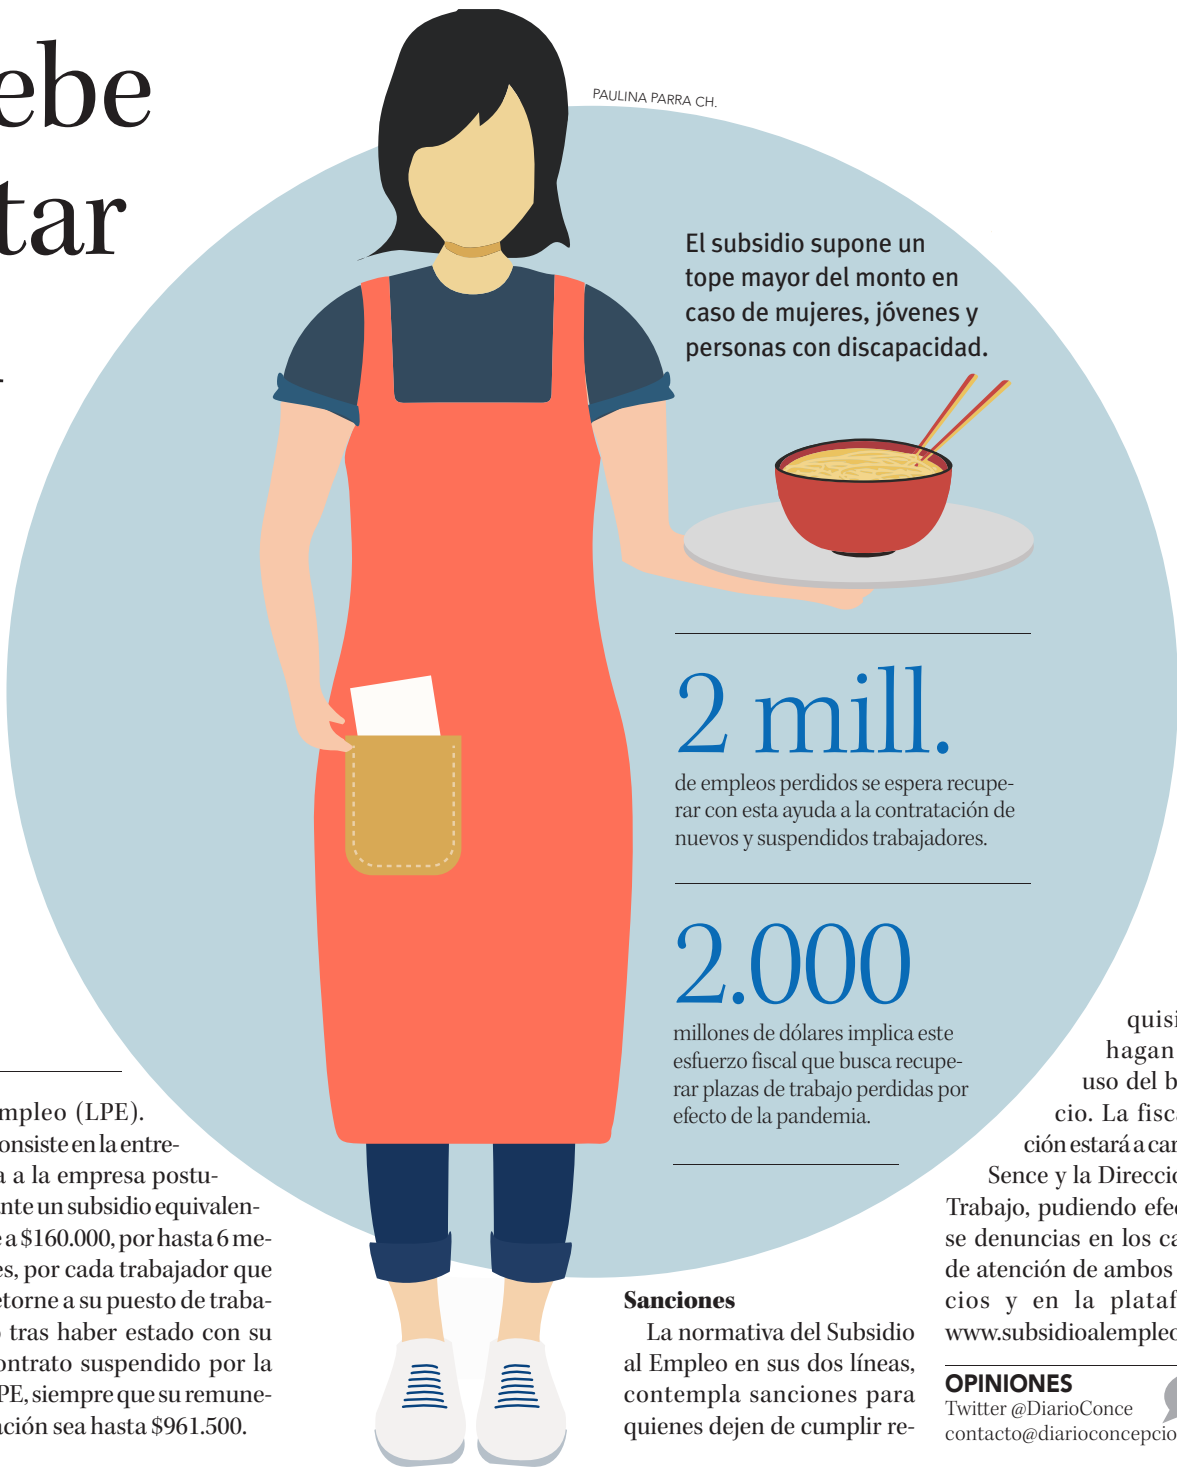 ebe
tar
PAULINA PARRA CH.
El subsidio supone un
tope mayor del monto en
caso de mujeres, jóvenes y
personas con discapacidad.
2 mill.
de empleos perdidos se espera recupe-
rar con esta ayuda a la contratación de
nuevos y suspendidos trabajadores.
2.000
millones de dólares implica este
esfuerzo fiscal que busca recupe-
rar plazas de trabajo perdidas por
efecto de la pandemia.
mpleo (LPE).
onsiste en la entre-
a a la empresa postu-
nte un subsidio equivalen-
e a $160.000, por hasta 6 me-
es, por cada trabajador que
etorne a su puesto de traba-
o tras haber estado con su
ontrato suspendido por la
PE, siempre que su remune-
ación sea hasta $961.500.
Sanciones
La normativa del Subsidio
al Empleo en sus dos líneas,
contempla sanciones para
quienes dejen de cumplir re-
quisi
hagan
uso del b
cio. La fisc
ción estará a car
Sence y la Direcci
Trabajo, pudiendo efe
se denuncias en los ca
de atención de ambos
cios y en la plataf
www.subsidioalempleo
OPINIONES
Twitter @DiarioConce
contacto@diarioconcepcio